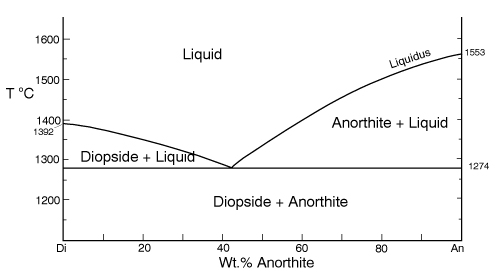 1600
Liquid
Liquidus
1553
1500
T °C
1400
1392
Anorthite + Liquid
Diopside + Liquid
1300
1274
1200
Diopside + Anorthite
Di
20
40
60
80
An
Wt.% Anorthite